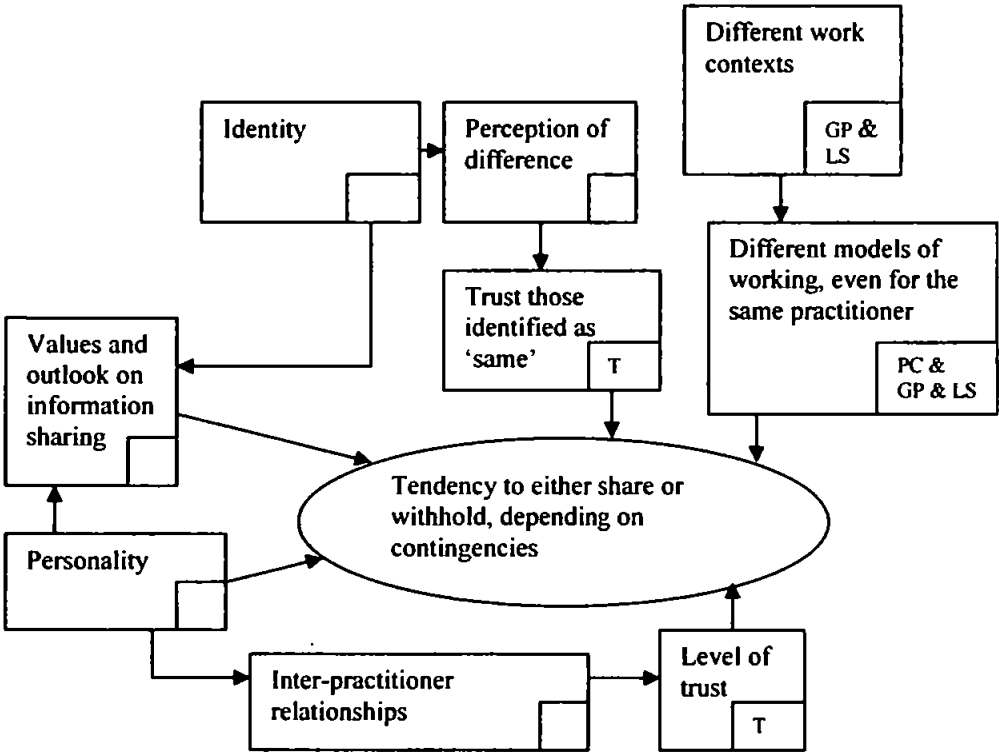 Different work
contexts
GP &
LS
Identity
Perception of
difference
Different models of
working, even for the
same practitioner
PC &
GP & LS
Trust those
identified as
‘same’
T
Values and
outlook on
information
sharing
Tendency to either share or
withhold, depending on
contingencies
Personality
Inter-practitioner
relationships
Level of
trust
T